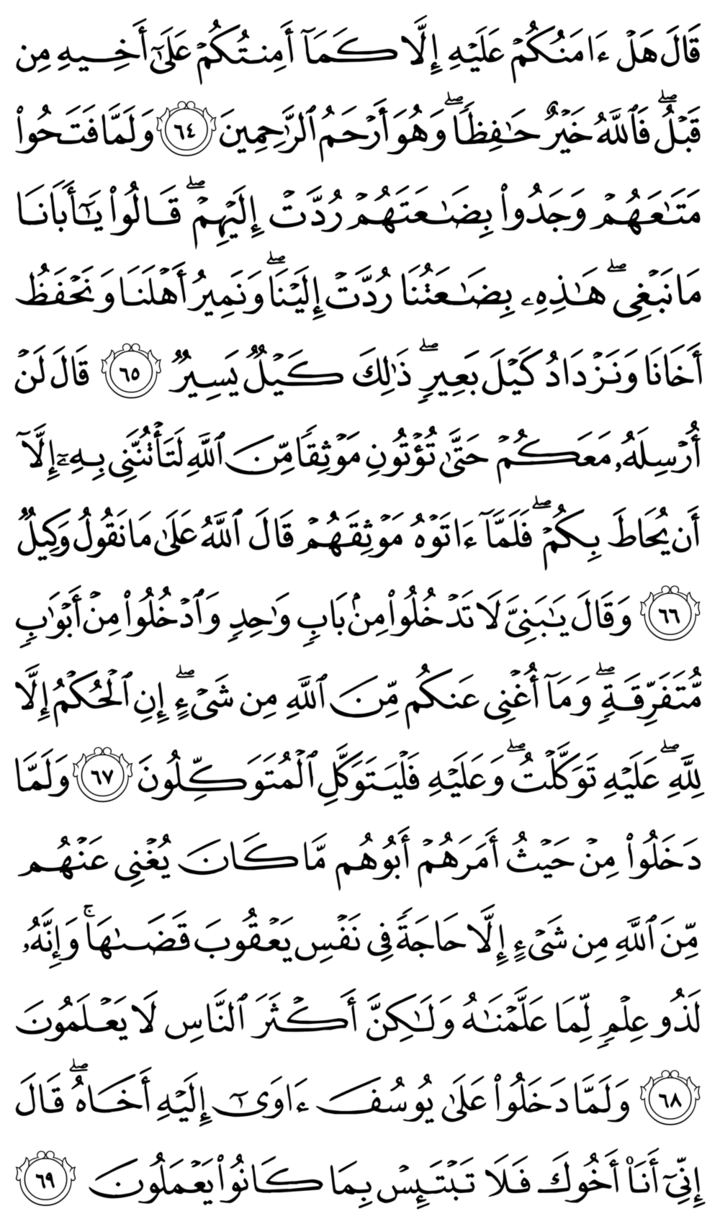 قَالَ هَلْ ءَامَنُكُمْ عَلَيْهِ إِلَّا كَمَآ أَمِنتُكُمْ عَلَىٰٓ أَخِيهِ مِن
قَبْلُ ۖ فَٱللَّهُ خَيْرٌ حَـٰفِظًا ۖ وَهُوَ أَرْحَمُ ٱلرَّٰحِمِينَ ٦٤ وَلَمَّا فَتَحُوا۟
مَتَـٰعَهُمْ وَجَدُوا۟ بِضَـٰعَتَهُمْ رُدَّتْ إِلَيْهِمْ ۖ قَالُوا۟ يَـٰٓأَبَانَا
مَا نَبْغِى ۖ هَـٰذِهِۦ بِضَـٰعَتُنَا رُدَّتْ إِلَيْنَا ۖ وَنَمِيرُ أَهْلَنَا وَنَحْفَظُ
أَخَانَا وَنَزْدَادُ كَيْلَ بَعِيرٍ ۖ ذَٰلِكَ كَيْلٌ يَسِيرٌ ٦٥ قَالَ لَنْ
أُرْسِلَهُۥ مَعَكُمْ حَتَّىٰ تُؤْتُونِ مَوْثِقًا مِّنَ ٱللَّهِ لَتَأْتُنَّنِى بِهِۦٓ إِلَّآ
أَن يُحَاطَ بِكُمْ ۖ فَلَمَّآ ءَاتَوْهُ مَوْثِقَهُمْ قَالَ ٱللَّهُ عَلَىٰ مَا نَقُولُ وَكِيلٌ
٦٦ وَقَالَ يَـٰبَنِىَّ لَا تَدْخُلُوا۟ مِنۢ بَابٍ وَٰحِدٍ وَٱدْخُلُوا۟ مِنْ أَبْوَٰبٍ
مُّتَفَرِّقَةٍ ۖ وَمَآ أُغْنِى عَنكُم مِّنَ ٱللَّهِ مِن شَىْءٍ ۖ إِنِ ٱلْحُكْمُ إِلَّا
لِلَّهِ ۖ عَلَيْهِ تَوَكَّلْتُ ۖ وَعَلَيْهِ فَلْيَتَوَكَّلِ ٱلْمُتَوَكِّلُونَ ٦٧ وَلَمَّا
دَخَلُوا۟ مِنْ حَيْثُ أَمَرَهُمْ أَبُوهُم مَّا كَانَ يُغْنِى عَنْهُم
مِّنَ ٱللَّهِ مِن شَىْءٍ إِلَّا حَاجَةً فِى نَفْسِ يَعْقُوبَ قَضَىٰهَا ۚ وَإِنَّهُۥ
لَذُو عِلْمٍ لِّمَا عَلَّمْنَـٰهُ وَلَـٰكِنَّ أَكْثَرَ ٱلنَّاسِ لَا يَعْلَمُونَ
٦٨ وَلَمَّا دَخَلُوا۟ عَلَىٰ يُوسُفَ ءَاوَىٰٓ إِلَيْهِ أَخَاهُ ۖ قَالَ
إِنِّىٓ أَنَا۠ أَخُوكَ فَلَا تَبْتَئِسْ بِمَا كَانُوا۟ يَعْمَلُونَ ٦٩